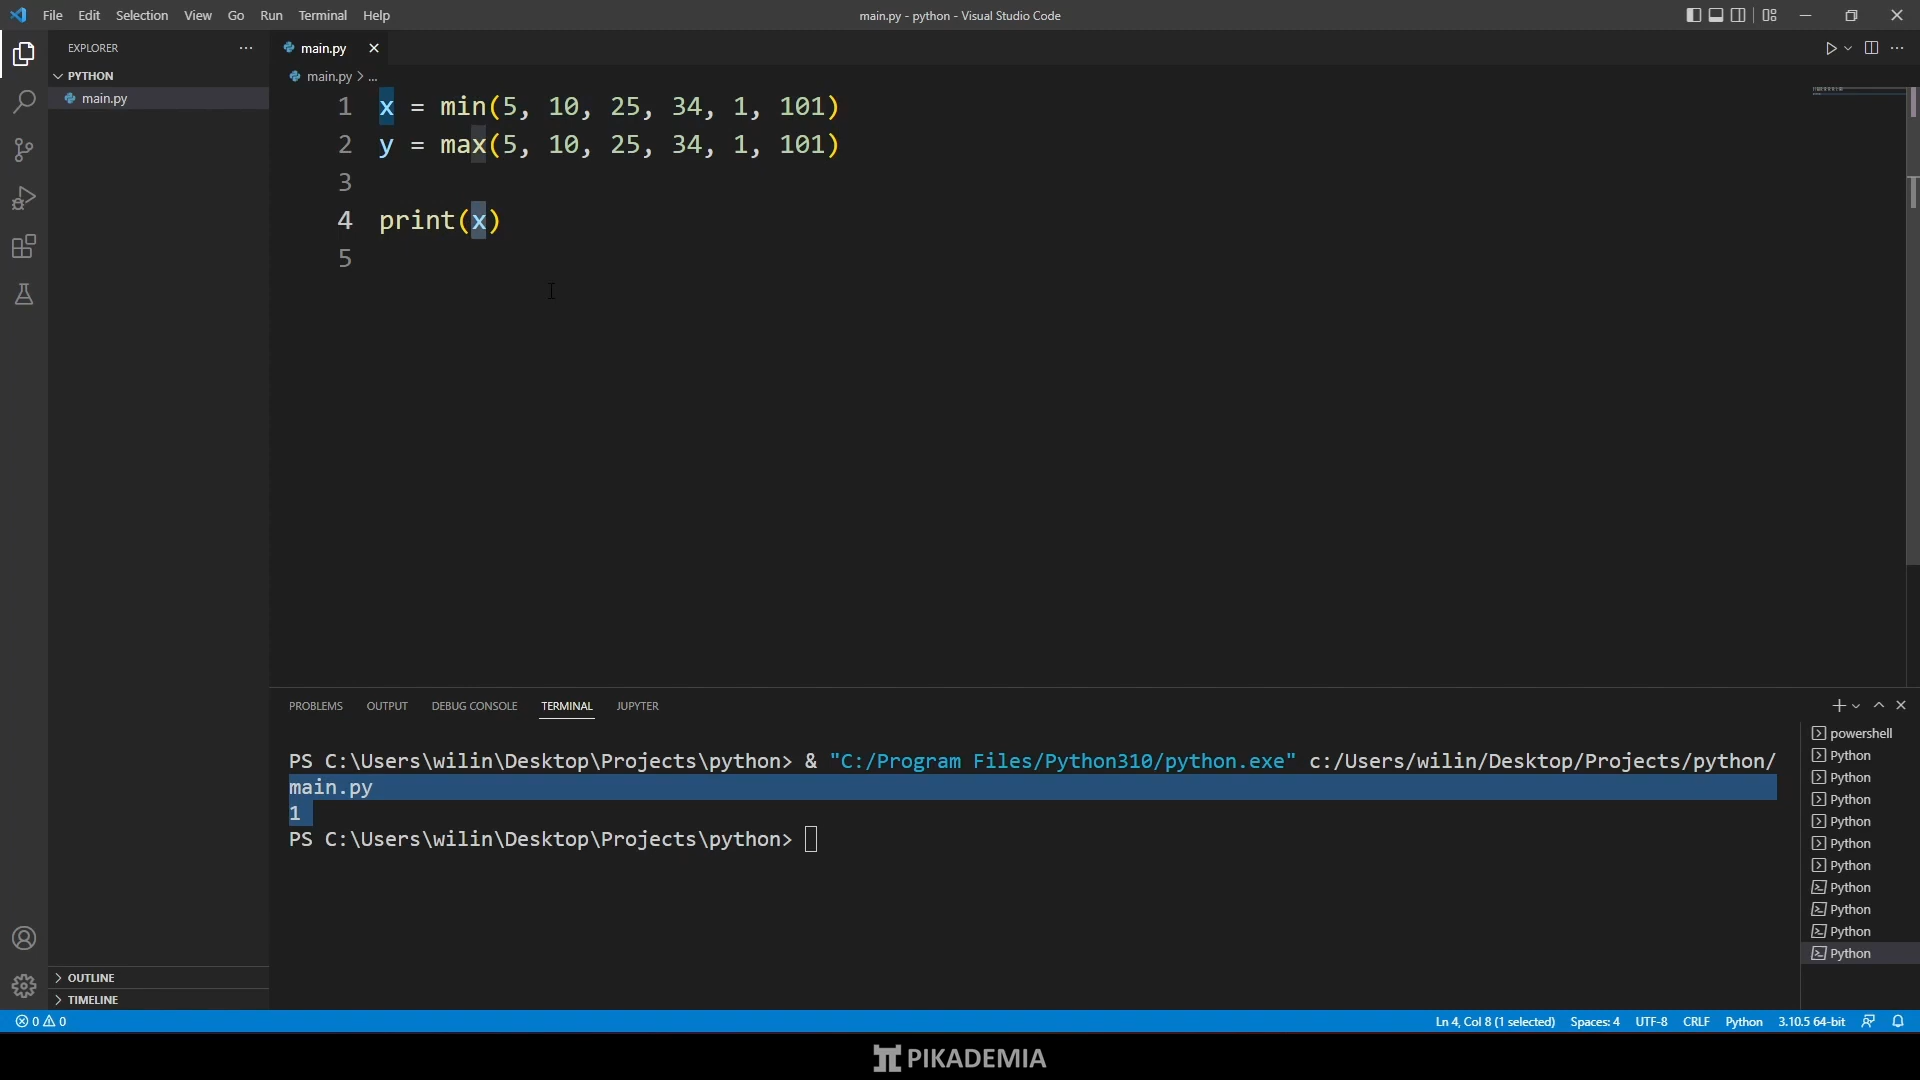 File Edit Selection View Go Run Terminal Help
main.py - python - Visual Studio Code
EXPLORER
PYTHON
main.py
main.py
main.py > ...
1 x = min(5, 10, 25, 34, 1, 101)
2 y = max(5, 10, 25, 34, 1, 101)
3
4 print(x)
5
PROBLEMS OUTPUT DEBUG CONSOLE TERMINAL JUPYTER
PS C:\Users\wilin\Desktop\Projects\python> & "C:/Program Files/Python310/python.exe" c:/Users/wilin/Desktop/Projects/python/
main.py
1
PS C:\Users\wilin\Desktop\Projects\python>
powershell
Python
Python
Python
Python
Python
Python
Python
Python
Python
Python
OUTLINE
TIMELINE
0 0
Ln 4, Col 8 (1 selected) Spaces: 4 UTF-8 CRLF Python 3.10.5 64-bit
PIKADEMIA